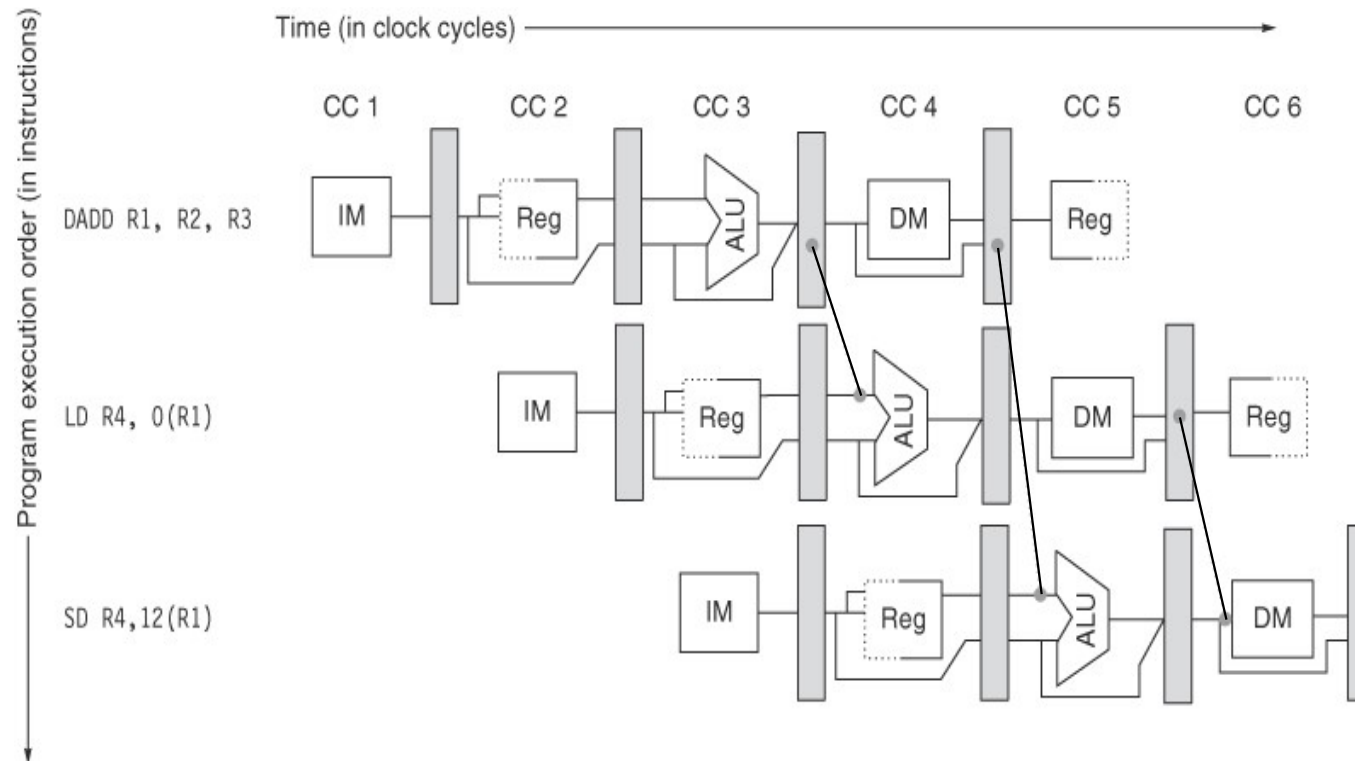 Time (in clock cycles)
Program execution order (in instructions)
CC 1 CC 2 CC 3 CC 4 CC 5 CC 6
DADD R1, R2, R3
IM Reg ALU DM Reg
LD R4, 0(R1)
IM Reg ALU DM Reg
SD R4,12(R1)
IM Reg ALU DM